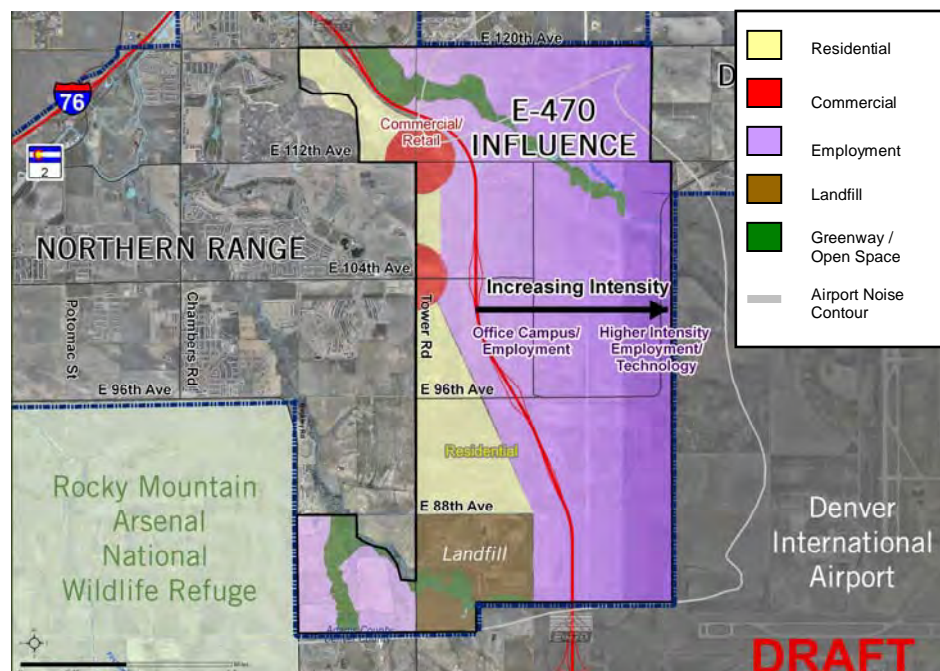 E 120th Ave
76
2
E-470
INFLUENCE
D
Commercial/
Retail
E 112th Ave
NORTHERN RANGE
E 104th Ave
Increasing Intensity
Potomac St
Chambers Rd
Tower Rd
Office Campus/
Employment
Higher Intensity
Employment/
Technology
E 96th Ave
E 96th Ave
Residential
E 88th Ave
Rocky Mountain
Arsenal
National
Wildlife Refuge
Landfill
Denver
International
Airport
DRAFT
Residential
Commercial
Employment
Landfill
Greenway /
Open Space
Airport Noise
Contour